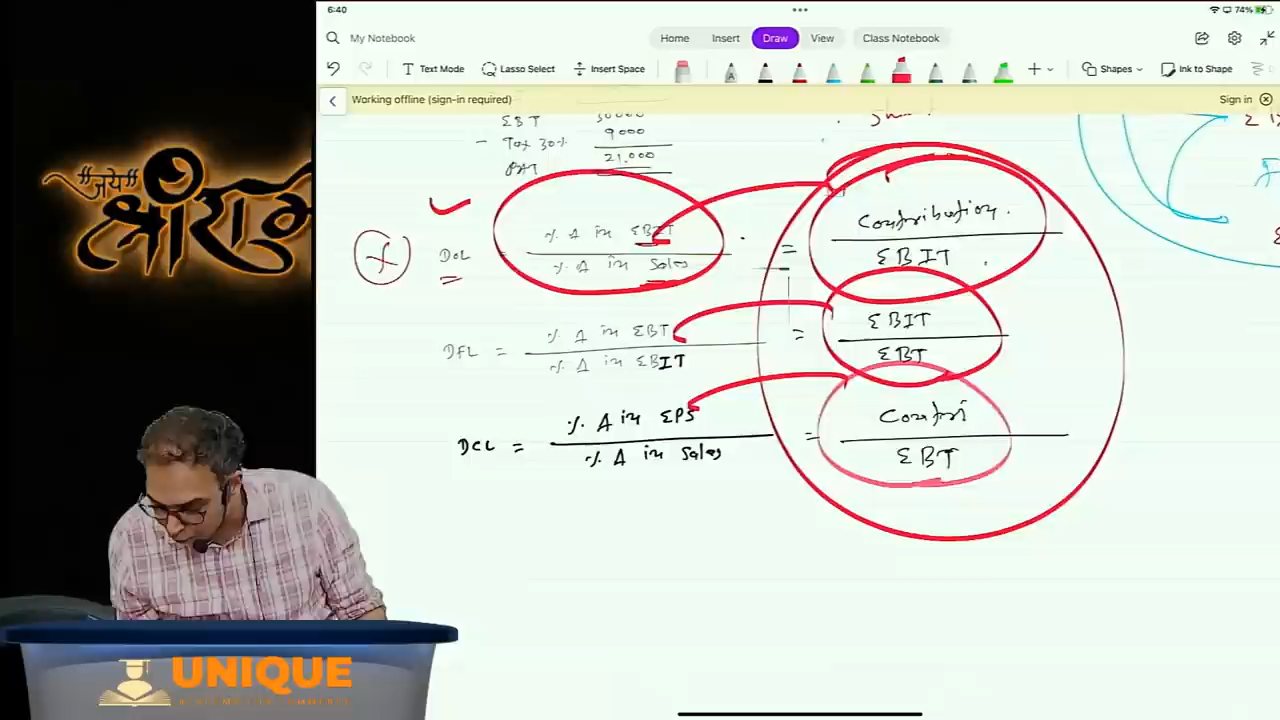 6:40
74%
My Notebook
Home Insert Draw View Class Notebook
Text Mode Lasso Select Insert Space Shapes Ink to Shape
Working offline (sign-in required) Sign in
EBT
- Tax 30% 9000
21,000
"जय"
श्री राम
DOL = % Δ in EBIT / % Δ in Sales = Contribution. / EBIT
DFL = % Δ in EBT / % Δ in EBIT = EBIT / EBT
DCL = % Δ in EPS / % Δ in Sales = Contri / EBT
UNIQUE